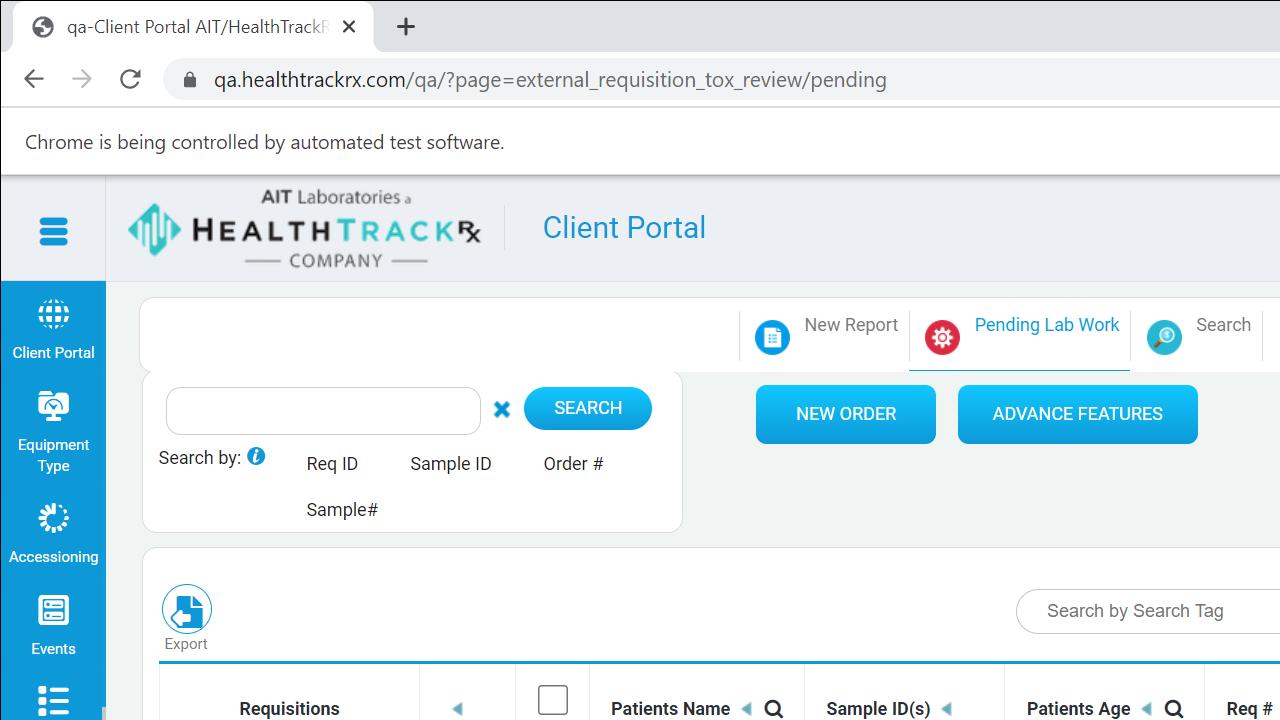 qa-Client Portal AIT/HealthTrackR
qa.healthtrackrx.com/qa/?page=external_requisition_tox_review/pending
Chrome is being controlled by automated test software.
AIT Laboratories a
HEALTHTRACKRx
COMPANY
Client Portal
Client Portal
Equipment
Type
Accessioning
Events
New Report
Pending Lab Work
Search
SEARCH
NEW ORDER
ADVANCE FEATURES
Search by:
Req ID
Sample ID
Order #
Sample#
Export
Search by Search Tag
Requisitions
Patients Name
Sample ID(s)
Patients Age
Req #